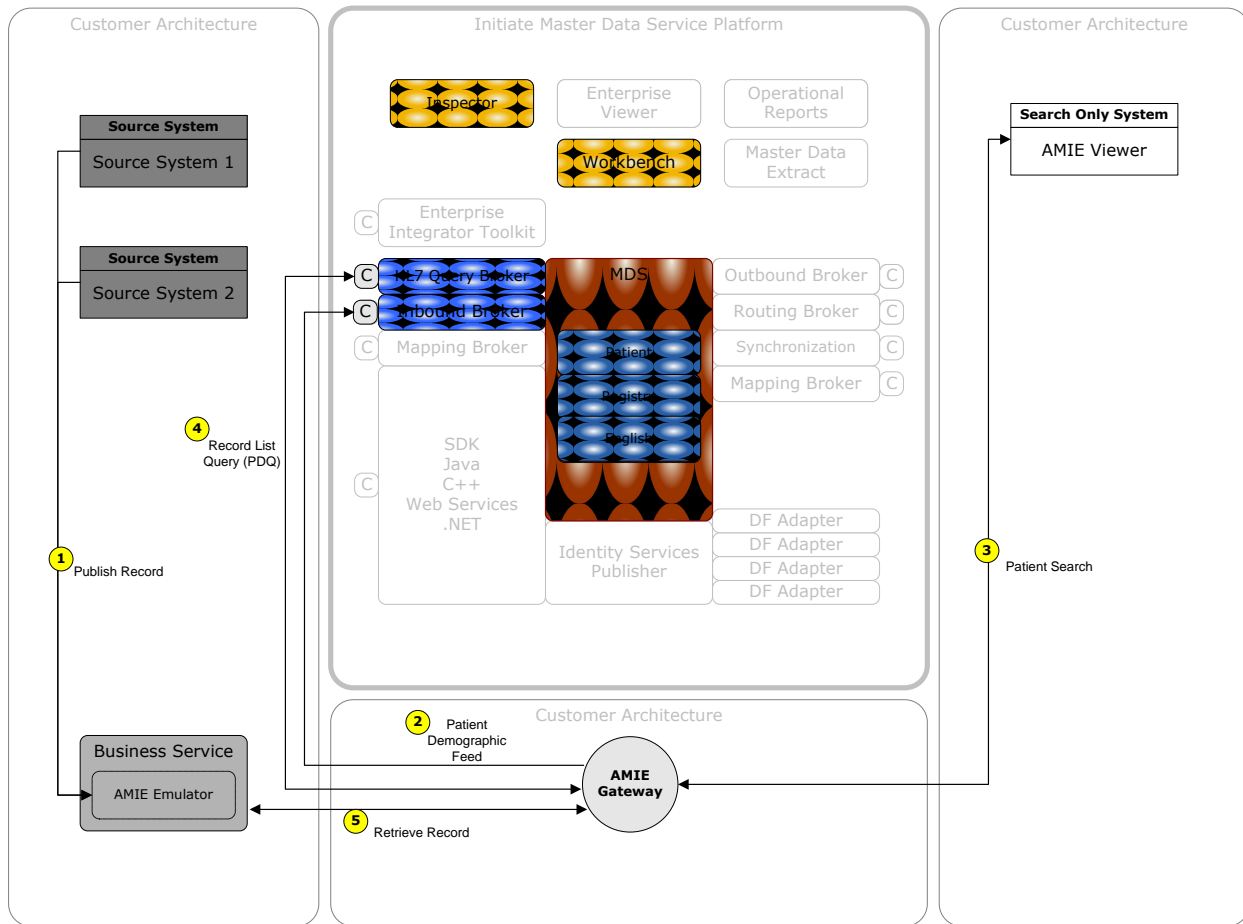 Customer Architecture
Initiate Master Data Service Platform
Customer Architecture
Inspector
Enterprise
Viewer
Operational
Reports
Source System
Source System 1
Search Only System
AMIE Viewer
Workbench
Master Data
Extract
C
Enterprise
Integrator Toolkit
Source System
Source System 2
C
HL7 Query Broker
MDS
Outbound Broker
C
C
Inbound Broker
Routing Broker
C
C
Mapping Broker
Patient
Synchronization
C
Registry
Mapping Broker
C
English
4
Record List
Query (PDQ)
C
SDK
Java
C++
Web Services
.NET
1
Publish Record
Identity Services
Publisher
DF Adapter
DF Adapter
DF Adapter
DF Adapter
3
Patient Search
Customer Architecture
2
Patient
Demographic
Feed
Business Service
AMIE Emulator
AMIE
Gateway
5
Retrieve Record